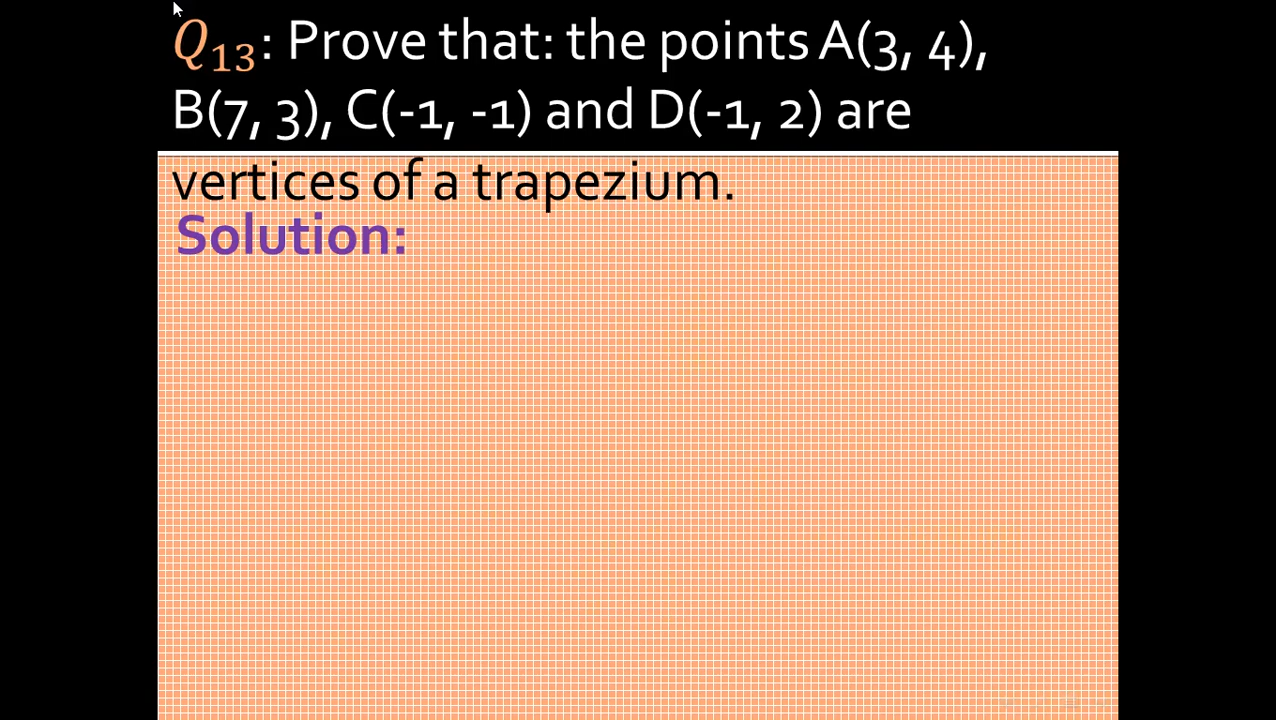 Q13: Prove that: the points A(3, 4),
B(7, 3), C(-1, -1) and D(-1, 2) are
vertices of a trapezium.
Solution: